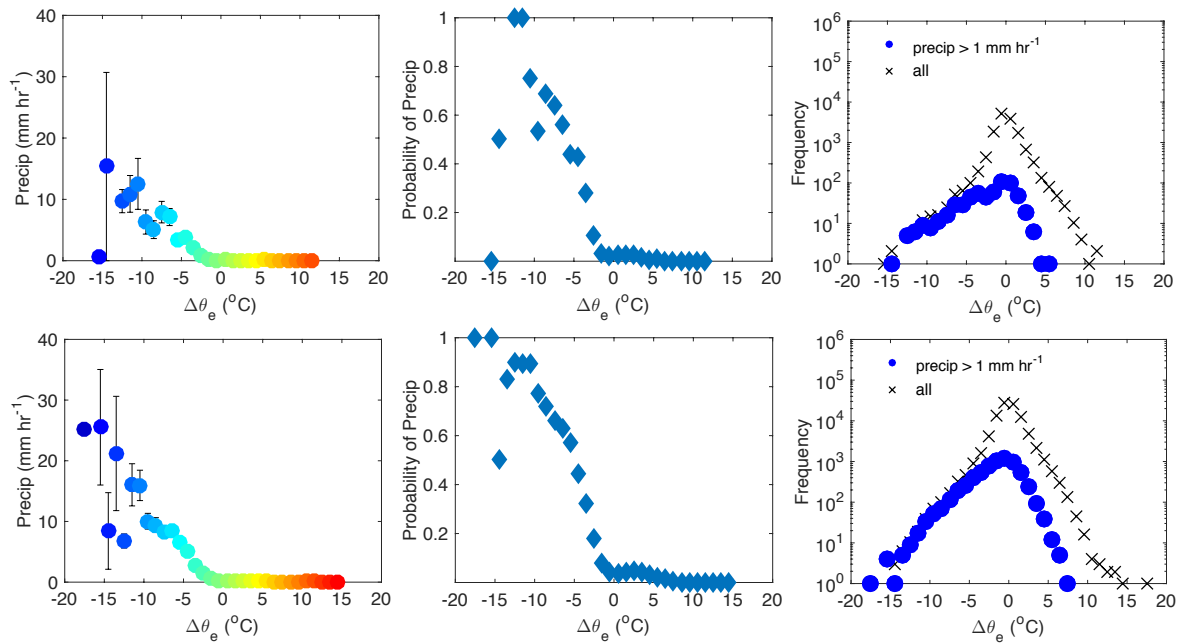 Precip (mm hr⁻¹)
40
30
20
10
0
-20 -15 -10 -5 0 5 10 15 20
Δθₑ (°C)
Probability of Precip
1
0.8
0.6
0.4
0.2
-20 -15 -10 -5 0 5 10 15 20
Δθₑ (°C)
Frequency
10⁶
10⁵
10⁴
10³
10²
10¹
10⁰
precip > 1 mm hr⁻¹
all
-20 -15 -10 -5 0 5 10 15 20
Δθₑ (°C)
Precip (mm hr⁻¹)
40
30
20
10
0
-20 -15 -10 -5 0 5 10 15 20
Δθₑ (°C)
Probability of Precip
1
0.8
0.6
0.4
0.2
-20 -15 -10 -5 0 5 10 15 20
Δθₑ (°C)
Frequency
10⁶
10⁵
10⁴
10³
10²
10¹
10⁰
precip > 1 mm hr⁻¹
all
-20 -15 -10 -5 0 5 10 15 20
Δθₑ (°C)